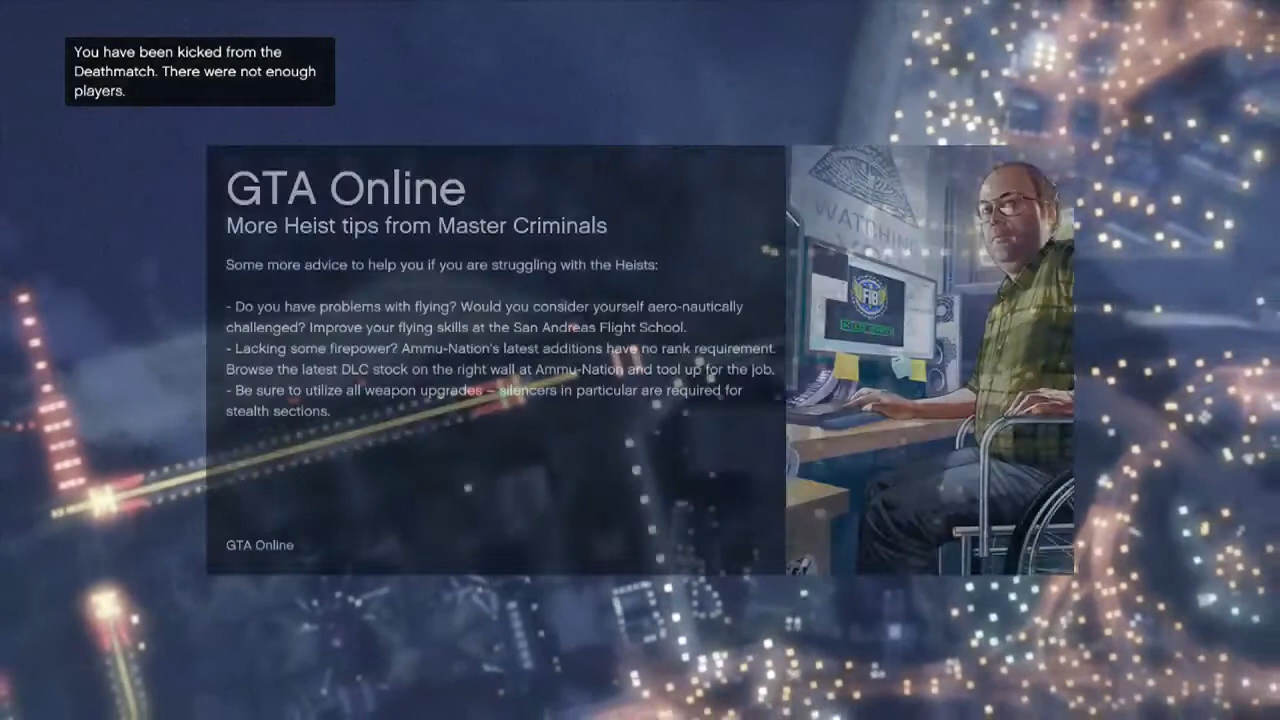 You have been kicked from the
Deathmatch. There were not enough
players.
GTA Online
More Heist tips from Master Criminals
Some more advice to help you if you are struggling with the Heists:
- Do you have problems with flying? Would you consider yourself aero-nautically
challenged? Improve your flying skills at the San Andreas Flight School.
- Lacking some firepower? Ammu-Nation's latest additions have no rank requirement.
Browse the latest DLC stock on the right wall at Ammu-Nation and tool up for the job.
- Be sure to utilize all weapon upgrades – silencers in particular are required for
stealth sections.
GTA Online
FIB